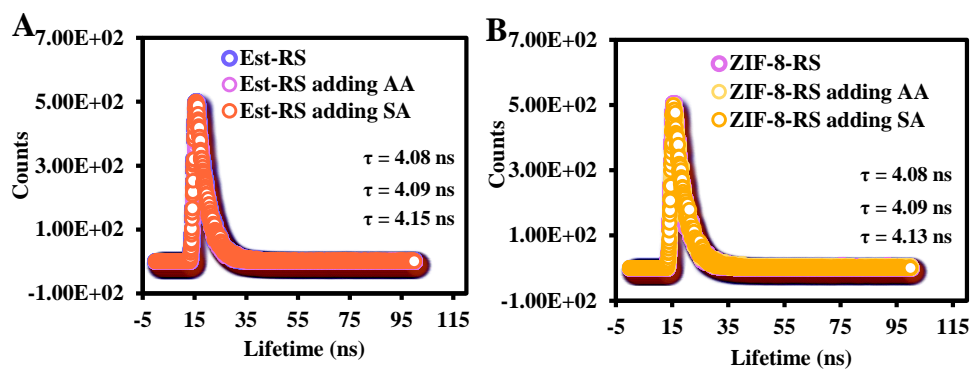 A
7.00E+02
5.00E+02
3.00E+02
1.00E+02
-1.00E+02
Counts
Est-RS
Est-RS adding AA
Est-RS adding SA
τ = 4.08 ns
τ = 4.09 ns
τ = 4.15 ns
-5 15 35 55 75 95 115
Lifetime (ns)
B
7.00E+02
5.00E+02
3.00E+02
1.00E+02
-1.00E+02
Counts
ZIF-8-RS
ZIF-8-RS adding AA
ZIF-8-RS adding SA
τ = 4.08 ns
τ = 4.09 ns
τ = 4.13 ns
-5 15 35 55 75 95 115
Lifetime (ns)